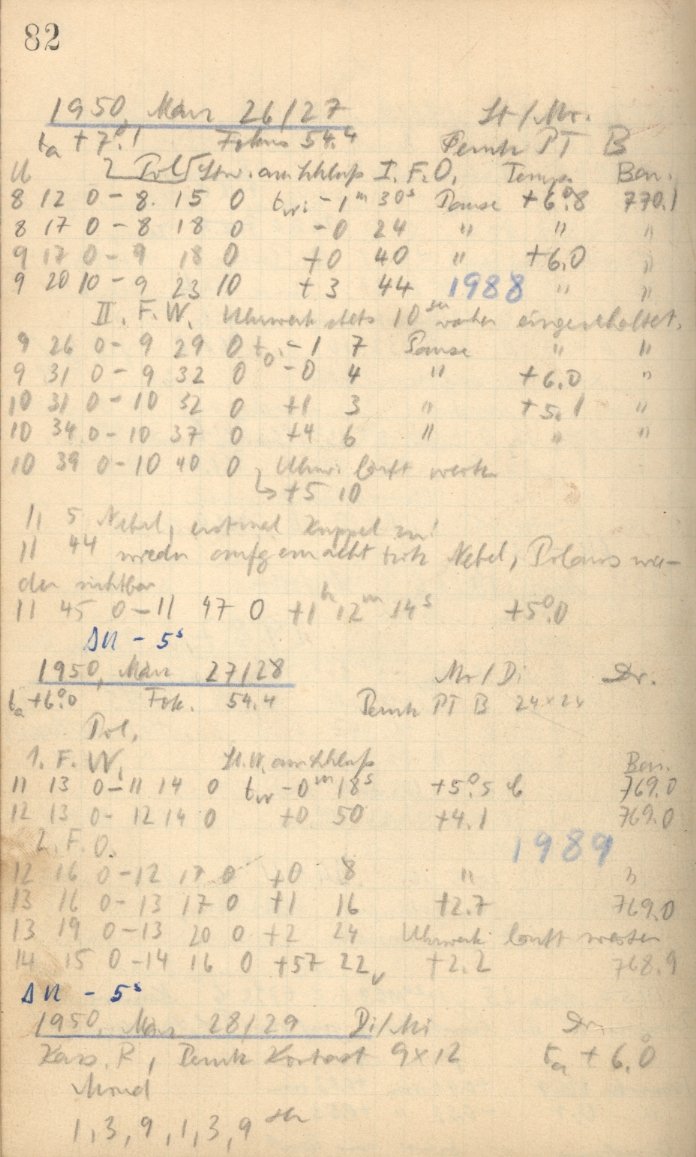 82
1950, März 26/27 St/Mo.
ta +7°,1 Fokus 54.4 Perutz PT B
U 2 Pol Stw. am Schluß I. F. O. Temp. Bar.
8 12 0 – 8 15 0 tw: –1m 30s Pause +6°,8 770.1
8 17 0 – 8 18 0 –0 24 " " "
9 17 0 – 9 18 0 +0 40 " +6.0 "
9 20 10 – 9 23 10 +3 44 1988 " "
II. F. W. Uhrwerk stets 10 sec vorher eingeschaltet.
9 26 0 – 9 29 0 to: –1 7 Pause " "
9 31 0 – 9 32 0 –0 4 " +6.0 "
10 31 0 – 10 32 0 +1 3 " +5.1 "
10 34 0 – 10 37 0 +4 6 " " "
10 39 0 – 10 40 0 Uhrw. läuft weiter
↳ +5 10
11 5 Nebel, erstmal Kuppel zu!
11 44 wieder aufgemacht trotz Nebel, Polaris wie-
der sichtbar
11 45 0 – 11 47 0 +1h 12m 14s +5°,0
ΔU – 5s
1950, März 27/28 Mo/Di Dr.
ta +6°,0 Fok. 54.4 Perutz PT B 24×24
Pol.
1. F. W. St.W. am Schluß Bar.
11 13 0 – 11 14 0 tw –0m 18s +5°,5 769.0
12 13 0 – 12 14 0 +0 50 +4.1 769.0
2. F. O. 1989
12 16 0 – 12 17 0 +0 8 " "
13 16 0 – 13 17 0 +1 16 +2.7 769.0
13 19 0 – 13 20 0 +2 24 Uhrwerk läuft weiter
14 15 0 – 14 16 0 +57 22 +2.2 768.9
ΔU – 5s
1950, März 28/29 Di/Mi Dr.
Kass. R, Perutz Kontrast 9×12 ta +6.0
Mond
1, 3, 9, 1, 3, 9 sec